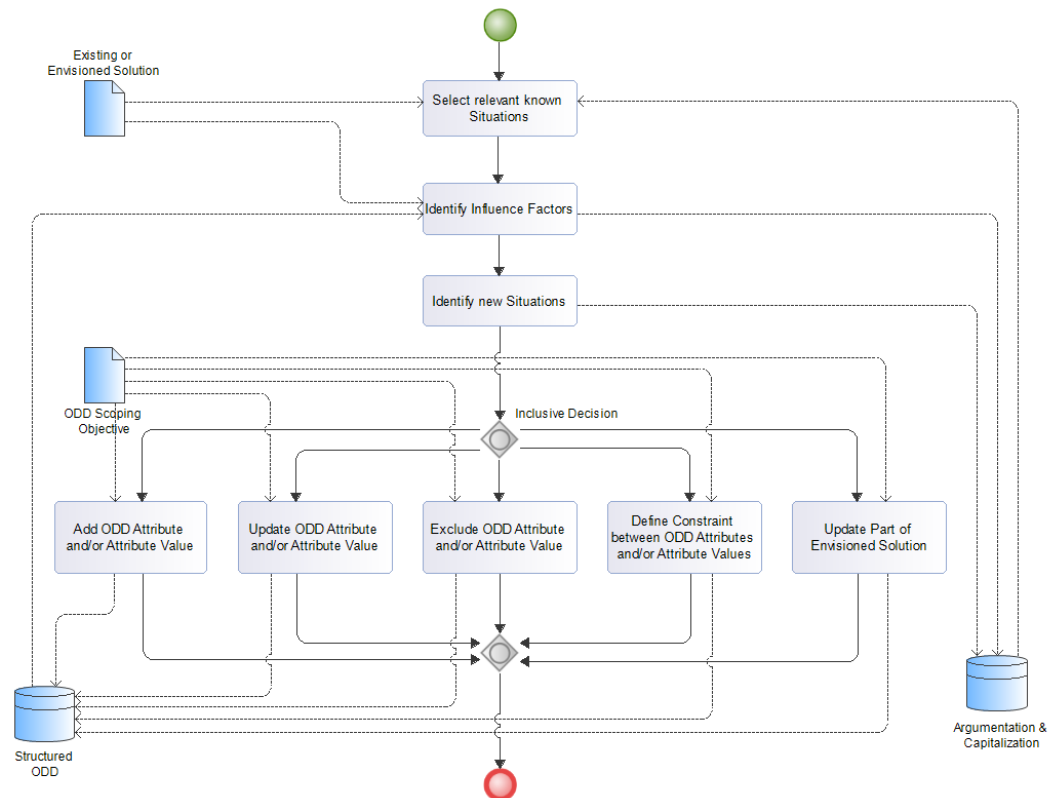 Existing or
Envisioned Solution
Select relevant known
Situations
Identify Influence Factors
Identify new Situations
ODD Scoping
Objective
Inclusive Decision
Add ODD Attribute
and/or Attribute Value
Update ODD Attribute
and/or Attribute Value
Exclude ODD Attribute
and/or Attribute Value
Define Constraint
between ODD Attributes
and/or Attribute Values
Update Part of
Envisioned Solution
Structured
ODD
Argumentation &
Capitalization